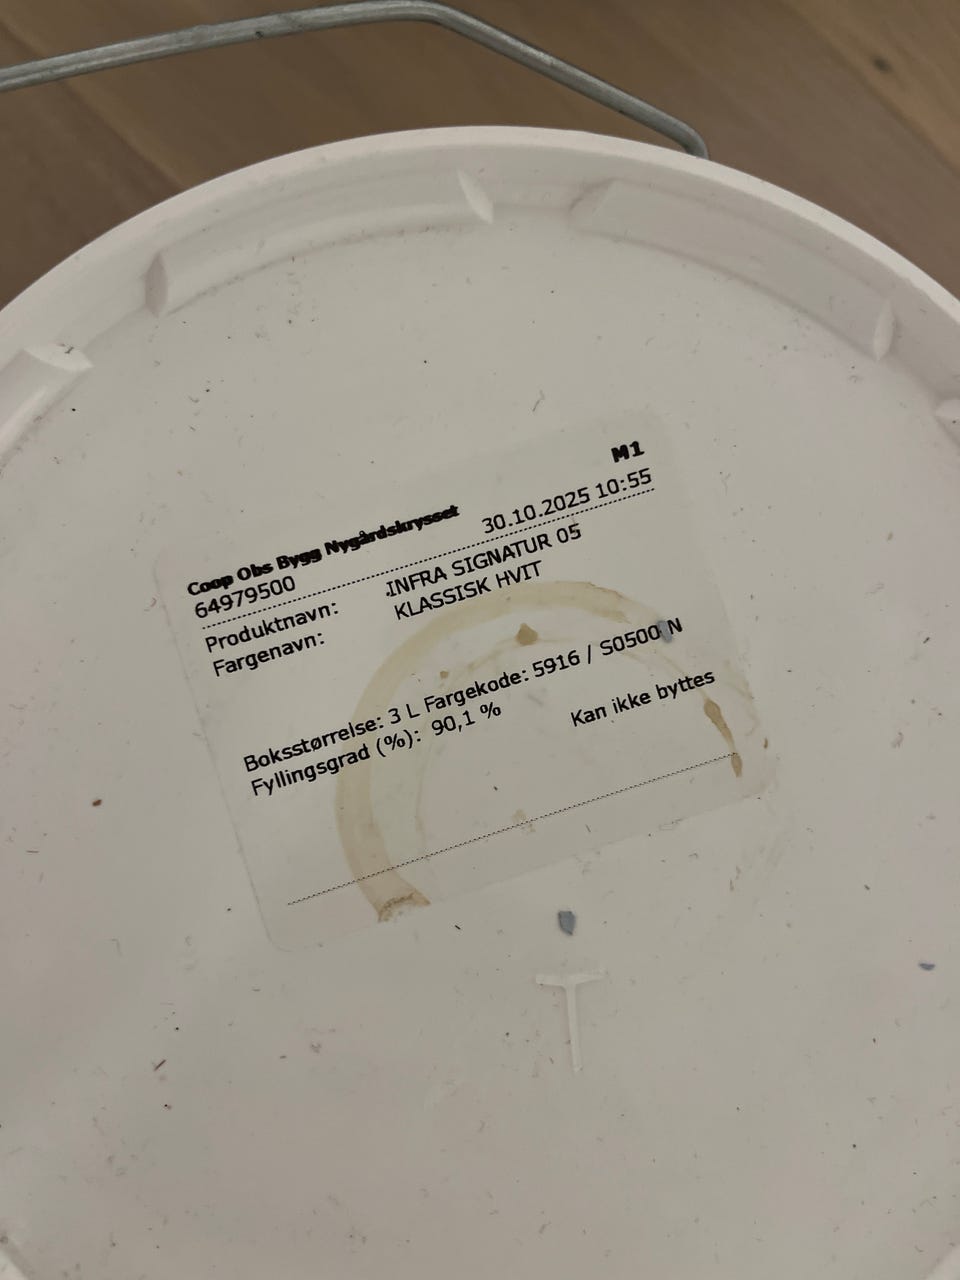 M1
Coop Obs Bygg Nygårdskrysset
64979500 30.10.2025 10:55
Produktnavn: .INFRA SIGNATUR 05
Fargenavn: KLASSISK HVIT
Boksstørrelse: 3 L Fargekode: 5916 / S0500 N
Fyllingsgrad (%): 90,1 % Kan ikke byttes